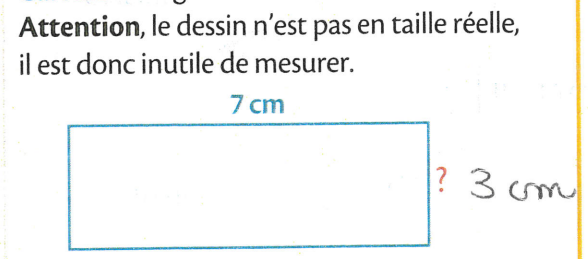 Attention, le dessin n'est pas en taille réelle,
il est donc inutile de mesurer.
7 cm
? 3 cm